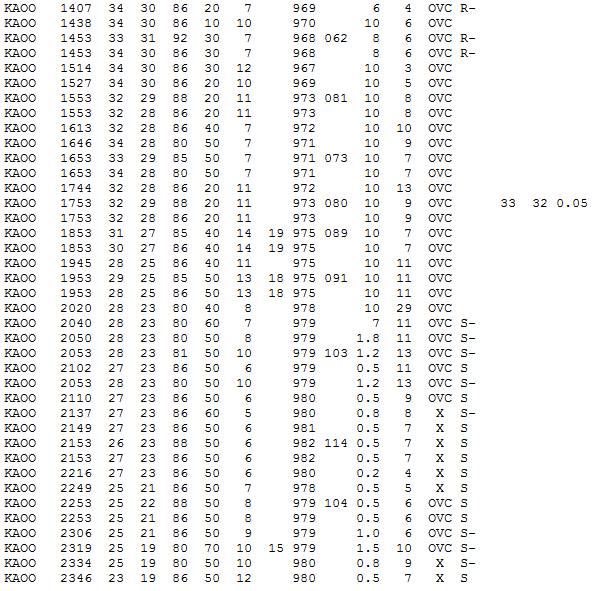 KAOO 1407 34 30 86 20 7 969 6 4 OVC R-
KAOO 1438 34 30 86 10 10 970 10 6 OVC
KAOO 1453 33 31 92 30 7 968 062 8 6 OVC R-
KAOO 1453 34 30 86 30 7 968 8 6 OVC R-
KAOO 1514 34 30 86 30 12 967 10 3 OVC
KAOO 1527 34 30 86 20 10 969 10 5 OVC
KAOO 1553 32 29 88 20 11 973 081 10 8 OVC
KAOO 1553 32 28 86 20 11 973 10 8 OVC
KAOO 1613 32 28 86 40 7 972 10 10 OVC
KAOO 1646 34 28 80 50 7 971 10 9 OVC
KAOO 1653 33 29 85 50 7 971 073 10 7 OVC
KAOO 1653 34 28 80 50 7 971 10 7 OVC
KAOO 1744 32 28 86 20 11 972 10 13 OVC
KAOO 1753 32 29 88 20 11 973 080 10 9 OVC 33 32 0.05
KAOO 1753 32 28 86 20 11 973 10 9 OVC
KAOO 1853 31 27 85 40 14 19 975 089 10 7 OVC
KAOO 1853 30 27 86 40 14 19 975 10 7 OVC
KAOO 1945 28 25 86 40 11 975 10 11 OVC
KAOO 1953 29 25 85 50 13 18 975 091 10 11 OVC
KAOO 1953 28 25 86 50 13 18 975 10 11 OVC
KAOO 2020 28 23 80 40 8 978 10 29 OVC
KAOO 2040 28 23 80 60 7 979 7 11 OVC S-
KAOO 2050 28 23 80 50 8 979 1.8 11 OVC S-
KAOO 2053 28 23 81 50 10 979 103 1.2 13 OVC S-
KAOO 2102 27 23 86 50 6 979 0.5 11 OVC S
KAOO 2053 28 23 80 50 10 979 1.2 13 OVC S-
KAOO 2110 27 23 86 50 6 980 0.5 9 OVC S
KAOO 2137 27 23 86 60 5 980 0.8 8 X S-
KAOO 2149 27 23 86 50 6 981 0.5 7 X S
KAOO 2153 26 23 88 50 6 982 114 0.5 7 X S
KAOO 2153 27 23 86 50 6 982 0.5 7 X S
KAOO 2216 27 23 86 50 6 980 0.2 4 X S
KAOO 2249 25 21 86 50 7 978 0.5 5 X S
KAOO 2253 25 22 88 50 8 979 104 0.5 6 OVC S
KAOO 2253 25 21 86 50 8 979 0.5 6 OVC S
KAOO 2306 25 21 86 50 9 979 1.0 6 OVC S-
KAOO 2319 25 19 80 70 10 15 979 1.5 10 OVC S-
KAOO 2334 25 19 80 50 10 980 0.8 9 X S-
KAOO 2346 23 19 86 50 12 980 0.5 7 X S